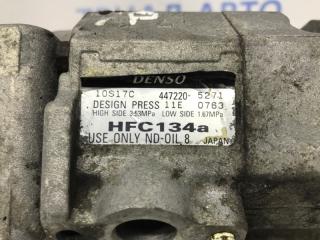 DENSO
10S17C 447220-5271
DESIGN PRESS 11E 0763
HIGH SIDE 3.53MPa LOW SIDE 1.67MPa
HFC134a
USE ONLY ND-OIL 8 JAPAN